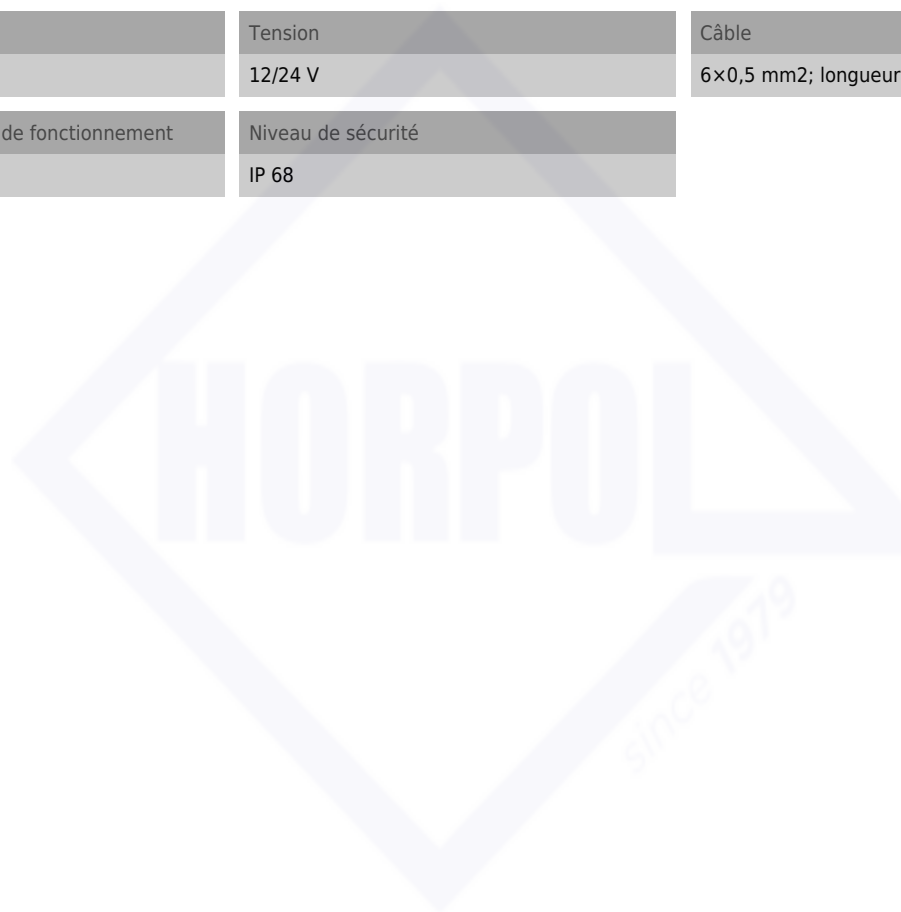 Tension
Câble
12/24 V
6×0,5 mm2; longueur
de fonctionnement
Niveau de sécurité
IP 68
HORPOL
since 1979